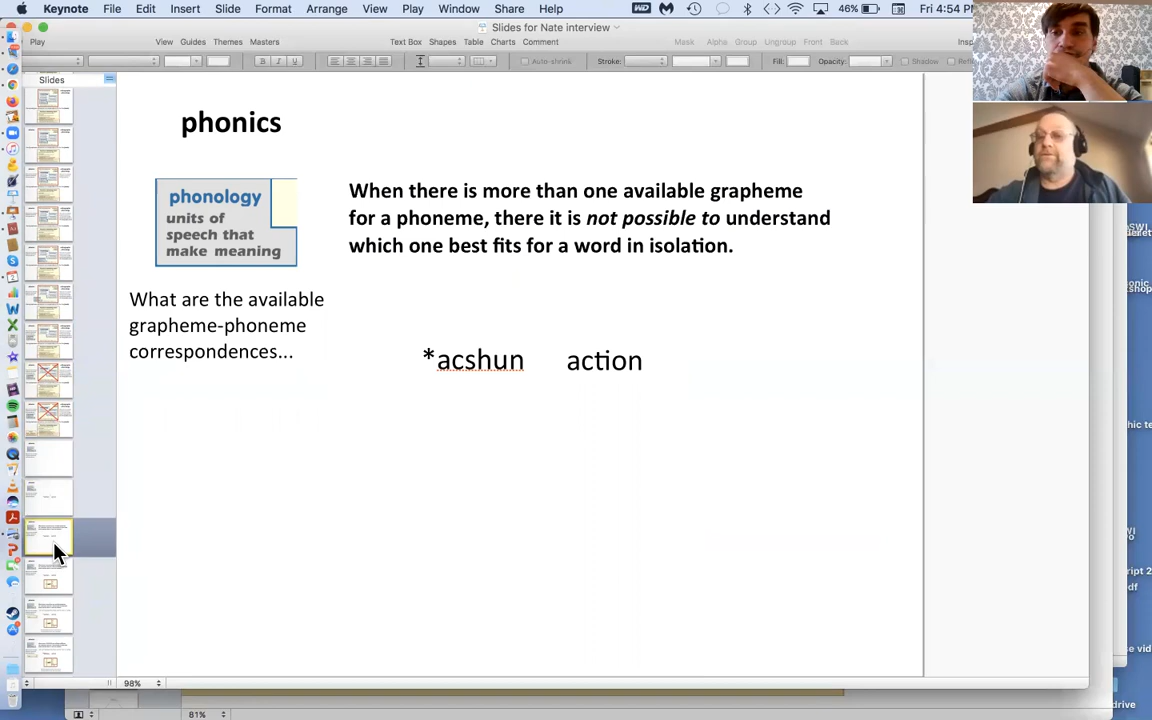 Keynote File Edit Insert Slide Format Arrange View Play Window Share Help 46% Fri 4:54
Slides for Nate interview
Play View Guides Themes Masters Text Box Shapes Table Charts Comment Mask Alpha Group Ungroup Front Back
B I U Auto-shrink Stroke: Fill: Opacity: Shadow
Slides
phonics
phonology
units of
speech that
make meaning
When there is more than one available grapheme
for a phoneme, there it is not possible to understand
which one best fits for a word in isolation.
What are the available
grapheme-phoneme
correspondences...
*acshun action
98%
81%